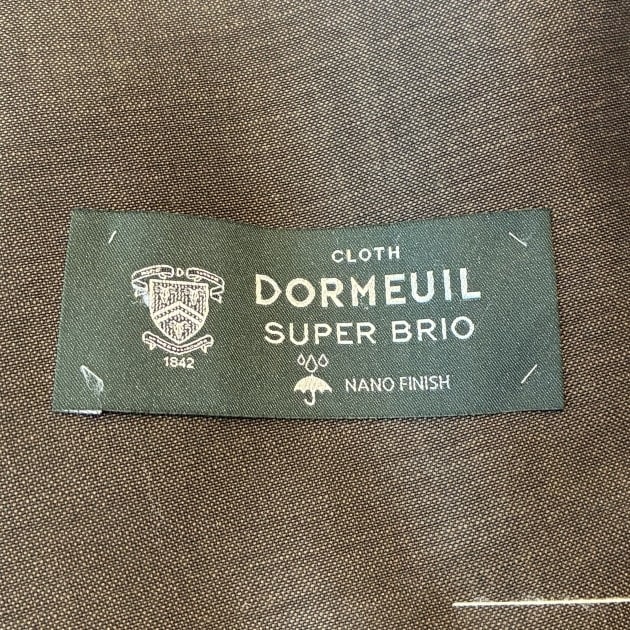 CLOTH
DORMEUIL
SUPER BRIO
NANO FINISH
D
1842